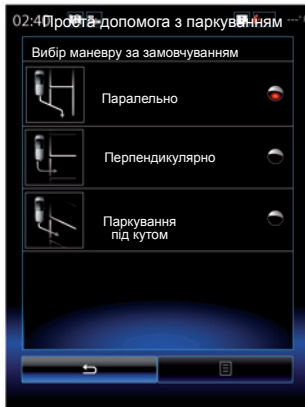 02:40
Проста допомога з паркуванням
Вибір маневру за замовчуванням
Паралельно
Перпендикулярно
Паркування
під кутом